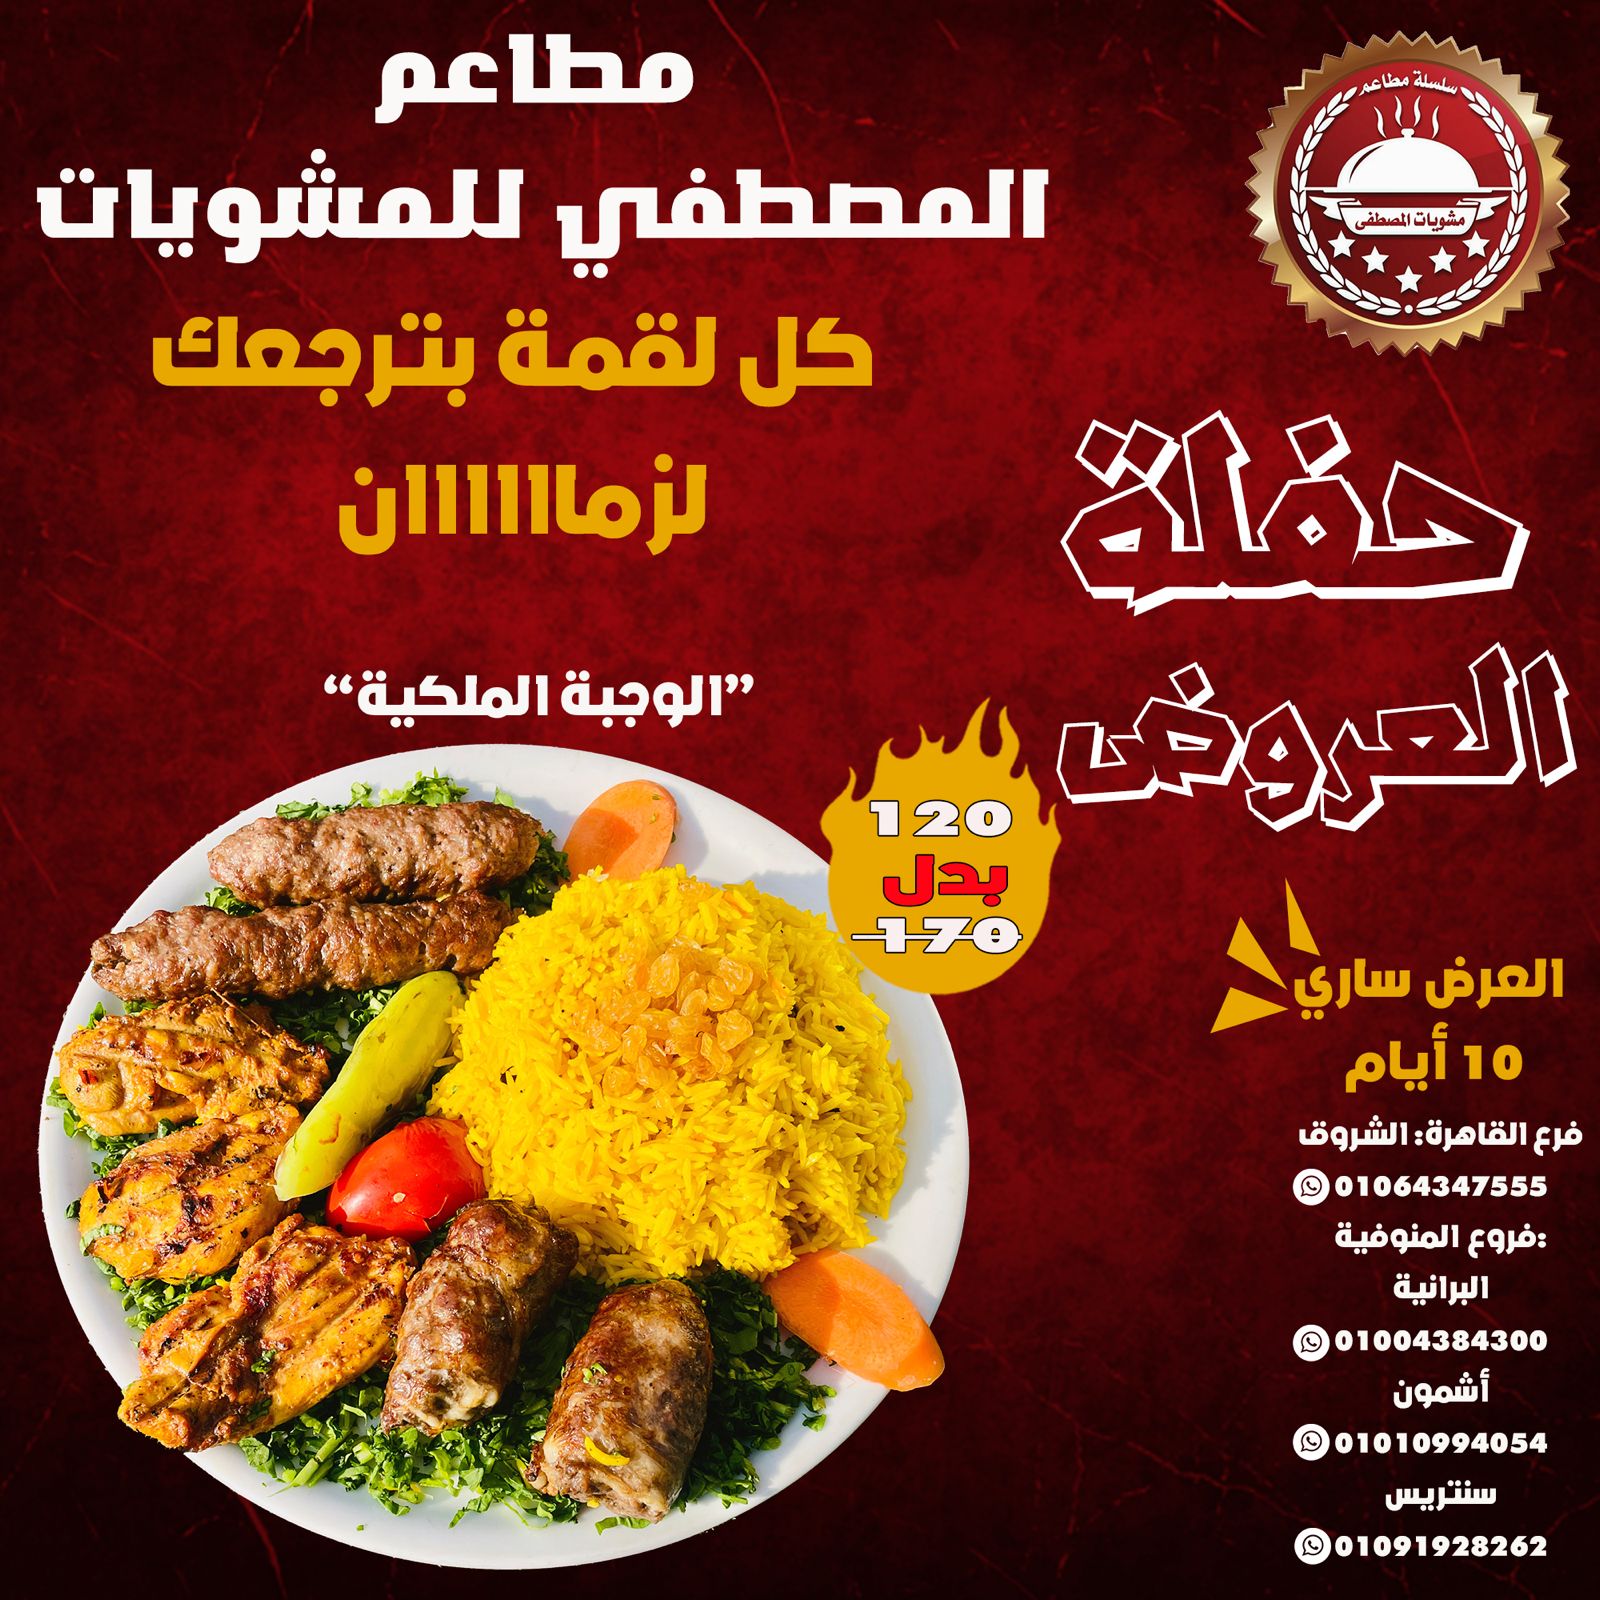 مطاعم
المصطفي للمشويات
كل لقمة بترجعك
لزماااااان
سلسلة مطاعم
مشويات المصطفى
حفلة
العروض
”الوجبة الملكية“
120
بدل
170
العرض ساري
10 أيام
فرع القاهرة: الشروق
01064347555
فروع المنوفية:
البرانية
01004384300
أشمون
01010994054
سنتريس
01091928262